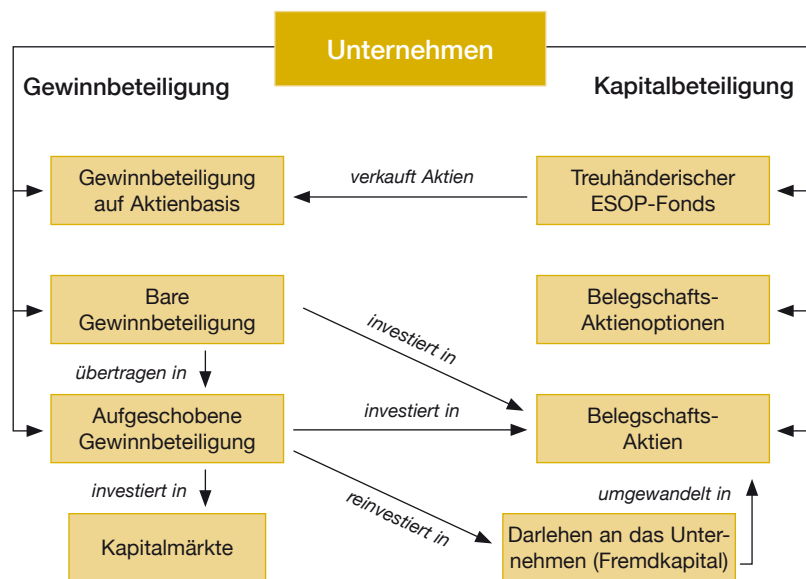 Unternehmen
Gewinnbeteiligung
Kapitalbeteiligung
Gewinnbeteiligung
auf Aktienbasis
verkauft Aktien
Treuhänderischer
ESOP-Fonds
Bare
Gewinnbeteiligung
investiert in
Belegschafts-
Aktienoptionen
übertragen in
Aufgeschobene
Gewinnbeteiligung
investiert in
Belegschafts-
Aktien
investiert in
reinvestiert in
umgewandelt in
Kapitalmärkte
Darlehen an das Unter-
nehmen (Fremdkapital)